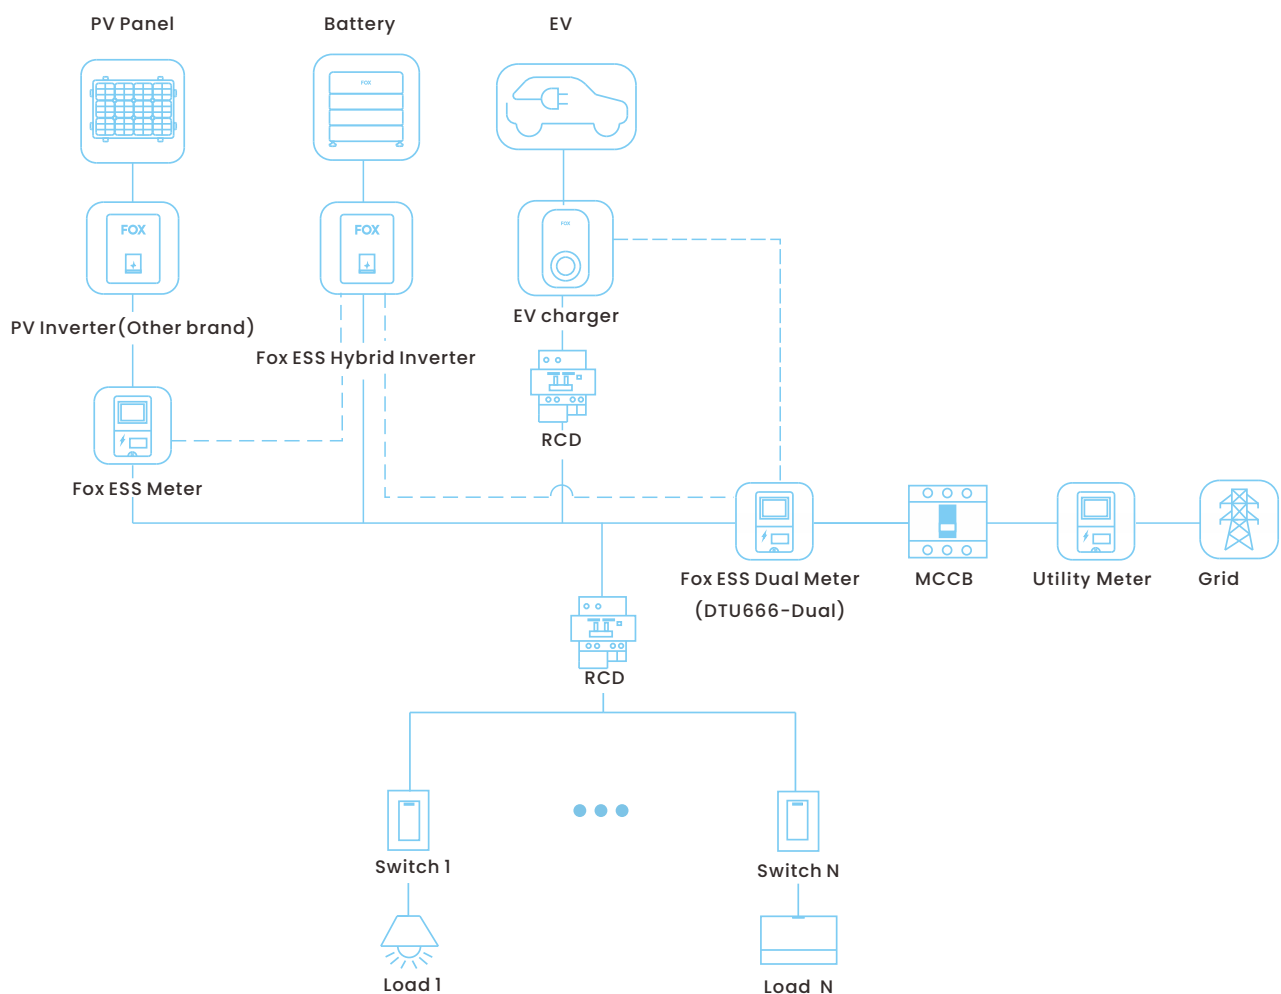 PV Panel
Battery
EV
FOX
FOX
FOX
FOX
EV charger
PV Inverter(Other brand)
Fox ESS Hybrid Inverter
RCD
Fox ESS Meter
Fox ESS Dual Meter
(DTU666-Dual)
MCCB
Utility Meter
Grid
RCD
Switch 1
Switch N
Load 1
Load N